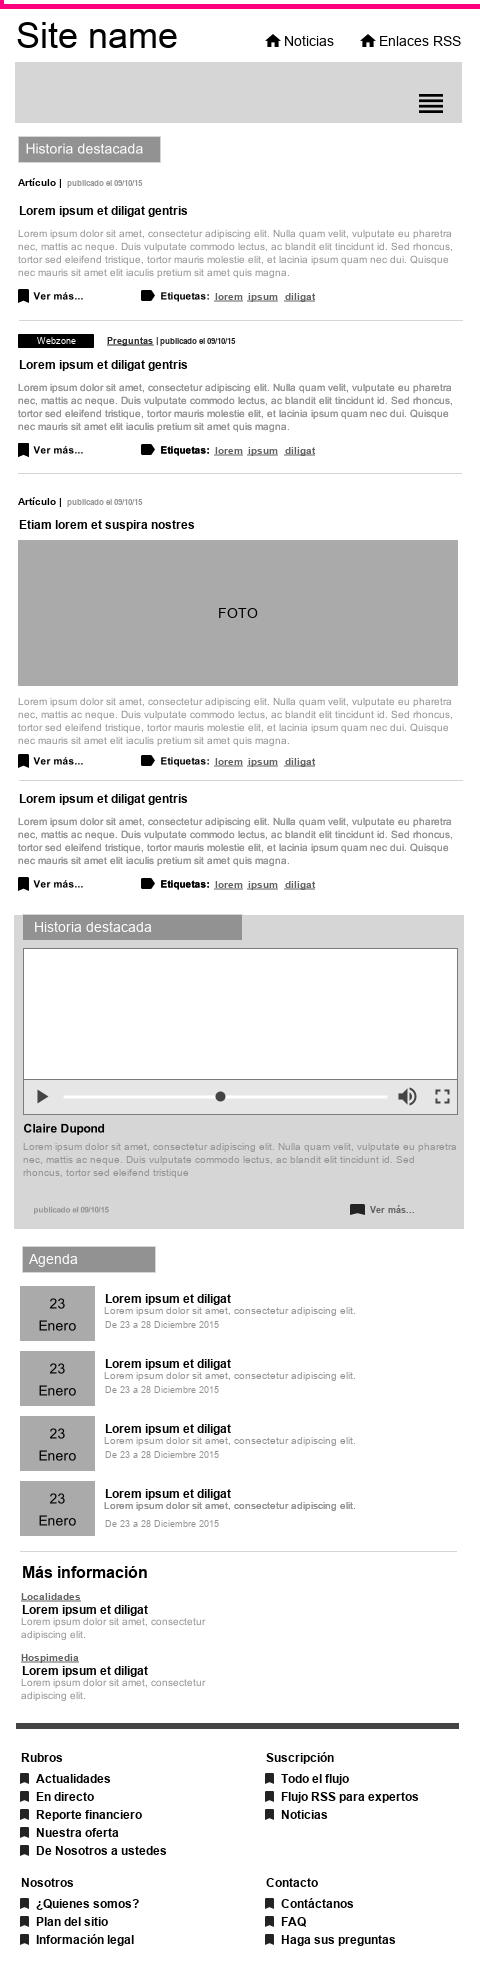 Site name
Noticias
Enlaces RSS
Historia destacada
Artículo | publicado el 09/10/15
Lorem ipsum et diligat gentris
Lorem ipsum dolor sit amet, consectetur adipiscing elit. Nulla quam velit, vulputate eu pharetra
nec, mattis ac neque. Duis vulputate commodo lectus, ac blandit elit tincidunt id. Sed rhoncus,
tortor sed eleifend tristique, tortor mauris molestie elit, et lacinia ipsum quam nec dui. Quisque
nec mauris sit amet elit iaculis pretium sit amet quis magna.
Ver más... Etiquetas: lorem ipsum diligat
Webzone Preguntas | publicado el 09/10/15
Lorem ipsum et diligat gentris
Lorem ipsum dolor sit amet, consectetur adipiscing elit. Nulla quam velit, vulputate eu pharetra
nec, mattis ac neque. Duis vulputate commodo lectus, ac blandit elit tincidunt id. Sed rhoncus,
tortor sed eleifend tristique, tortor mauris molestie elit, et lacinia ipsum quam nec dui. Quisque
nec mauris sit amet elit iaculis pretium sit amet quis magna.
Ver más... Etiquetas: lorem ipsum diligat
Artículo | publicado el 09/10/15
Etiam lorem et suspira nostres
FOTO
Lorem ipsum dolor sit amet, consectetur adipiscing elit. Nulla quam velit, vulputate eu pharetra
nec, mattis ac neque. Duis vulputate commodo lectus, ac blandit elit tincidunt id. Sed rhoncus,
tortor sed eleifend tristique, tortor mauris molestie elit, et lacinia ipsum quam nec dui. Quisque
nec mauris sit amet elit iaculis pretium sit amet quis magna.
Ver más... Etiquetas: lorem ipsum diligat
Lorem ipsum et diligat gentris
Lorem ipsum dolor sit amet, consectetur adipiscing elit. Nulla quam velit, vulputate eu pharetra
nec, mattis ac neque. Duis vulputate commodo lectus, ac blandit elit tincidunt id. Sed rhoncus,
tortor sed eleifend tristique, tortor mauris molestie elit, et lacinia ipsum quam nec dui. Quisque
nec mauris sit amet elit iaculis pretium sit amet quis magna.
Ver más... Etiquetas: lorem ipsum diligat
Historia destacada
Claire Dupond
Lorem ipsum dolor sit amet, consectetur adipiscing elit. Nulla quam velit, vulputate eu pharetra
nec, mattis ac neque. Duis vulputate commodo lectus, ac blandit elit tincidunt id. Sed
rhoncus, tortor sed eleifend tristique
publicado el 09/10/15 Ver más...
Agenda
23
Enero
Lorem ipsum et diligat
Lorem ipsum dolor sit amet, consectetur adipiscing elit.
De 23 a 28 Diciembre 2015
23
Enero
Lorem ipsum et diligat
Lorem ipsum dolor sit amet, consectetur adipiscing elit.
De 23 a 28 Diciembre 2015
23
Enero
Lorem ipsum et diligat
Lorem ipsum dolor sit amet, consectetur adipiscing elit.
De 23 a 28 Diciembre 2015
23
Enero
Lorem ipsum et diligat
Lorem ipsum dolor sit amet, consectetur adipiscing elit.
De 23 a 28 Diciembre 2015
Más información
Localidades
Lorem ipsum et diligat
Lorem ipsum dolor sit amet, consectetur
adipiscing elit.
Hospimedia
Lorem ipsum et diligat
Lorem ipsum dolor sit amet, consectetur
adipiscing elit.
Rubros
Actualidades
En directo
Reporte financiero
Nuestra oferta
De Nosotros a ustedes
Suscripción
Todo el flujo
Flujo RSS para expertos
Noticias
Nosotros
¿Quienes somos?
Plan del sitio
Información legal
Contacto
Contáctanos
FAQ
Haga sus preguntas